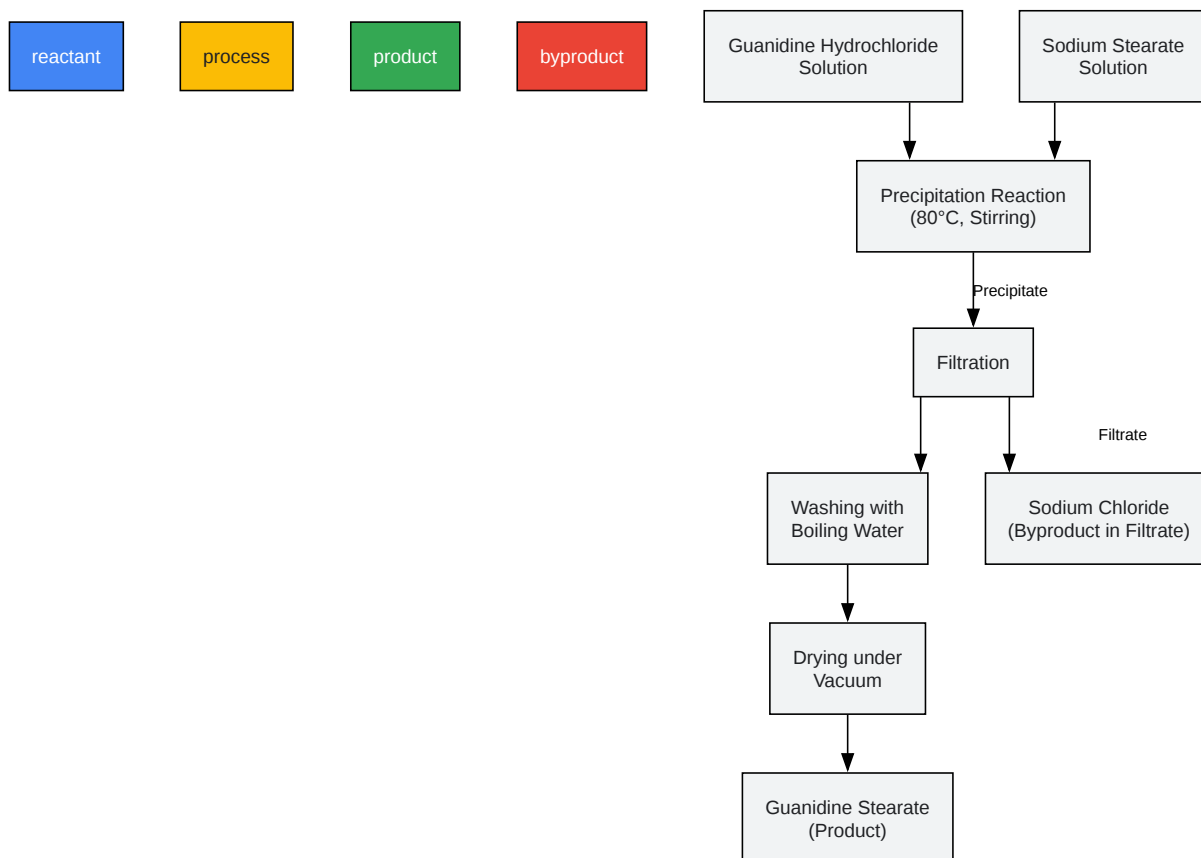 reactant
process
product
byproduct
Guanidine Hydrochloride
Solution
Sodium Stearate
Solution
Precipitation Reaction
(80°C, Stirring)
Precipitate
Filtration
Filtrate
Washing with
Boiling Water
Sodium Chloride
(Byproduct in Filtrate)
Drying under
Vacuum
Guanidine Stearate
(Product)